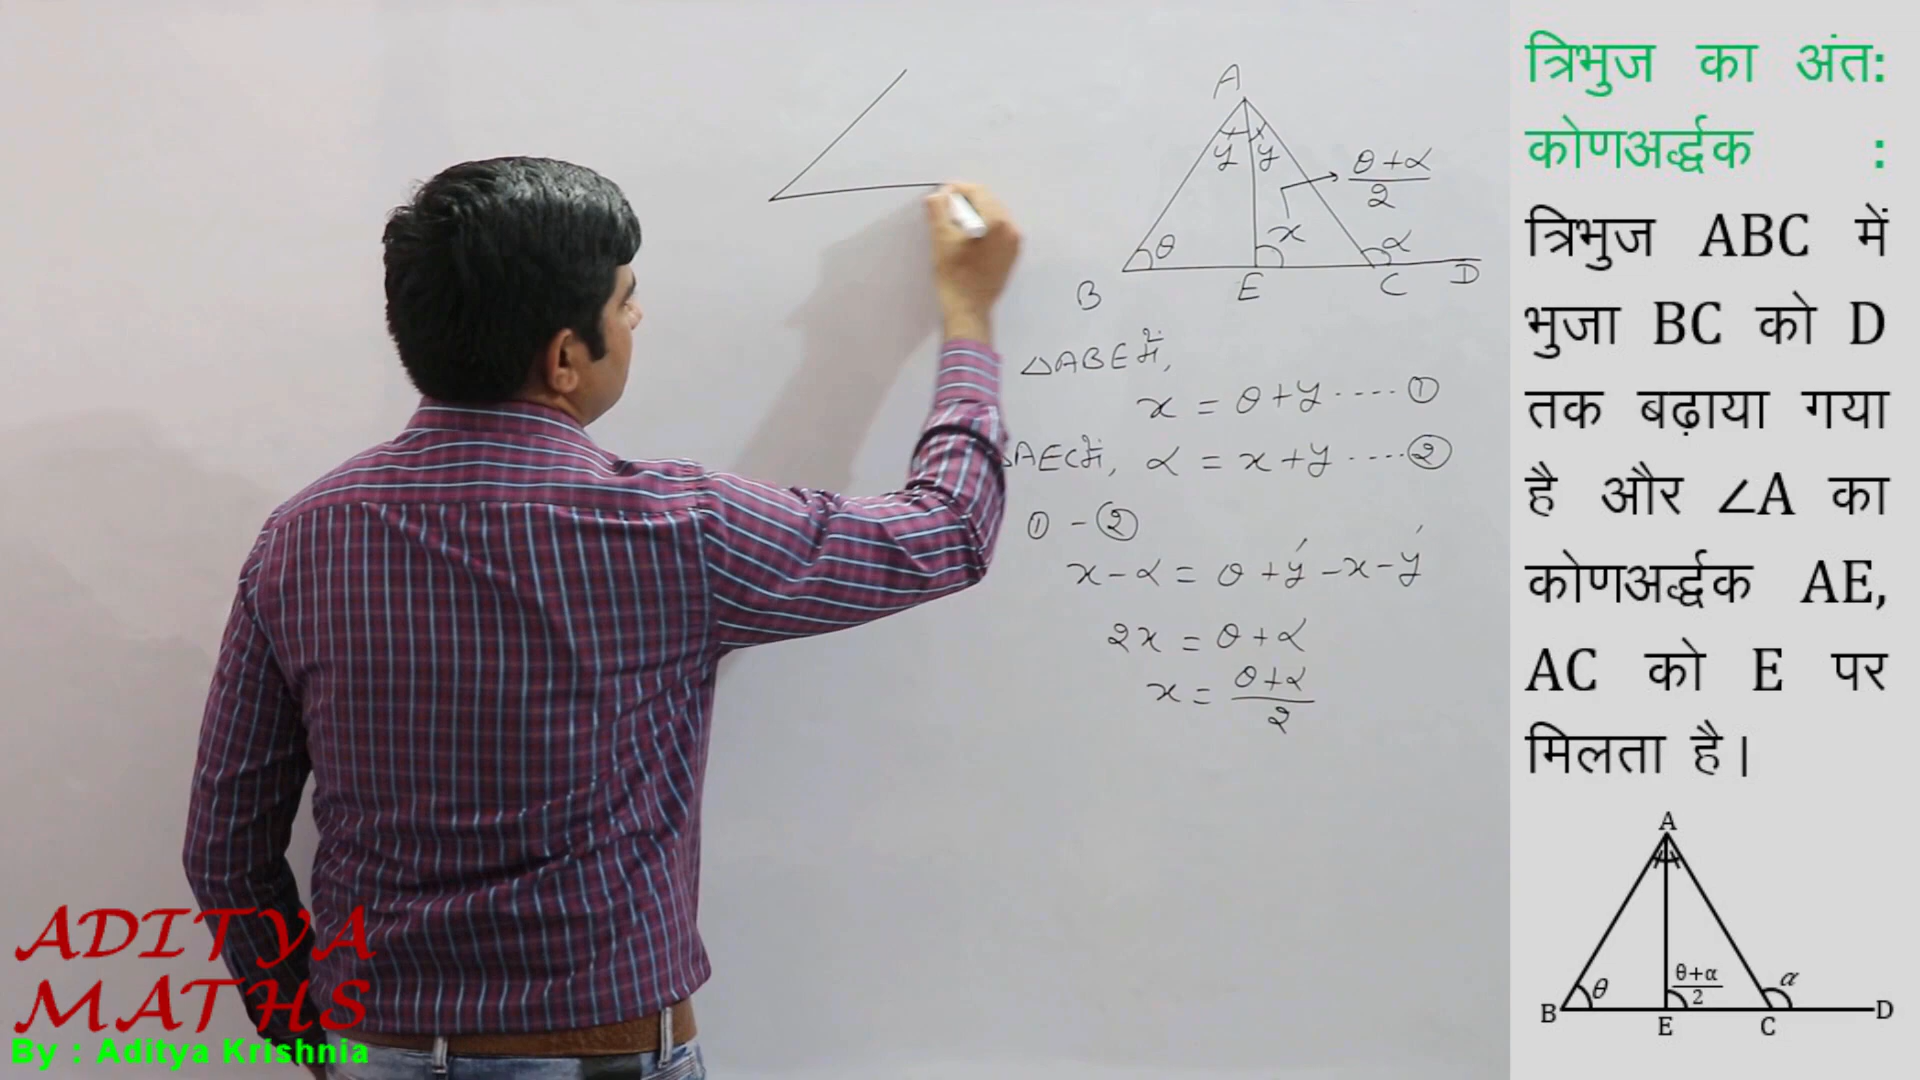 A
y y
θ+α
2
θ x α
B E C D
△ABE में,
x = θ+y ....①
△AEC में, α = x+y ....②
① - ②
x-α = θ+y-x-y
2x = θ+α
x = θ+α
2
त्रिभुज का अंत:
कोणअर्द्धक :
त्रिभुज ABC में
भुजा BC को D
तक बढ़ाया गया
है और ∠A का
कोणअर्द्धक AE,
AC को E पर
मिलता है।
A
θ θ+α α
2
B E C D
ADITYA
MATHS
By : Aditya Krishnia